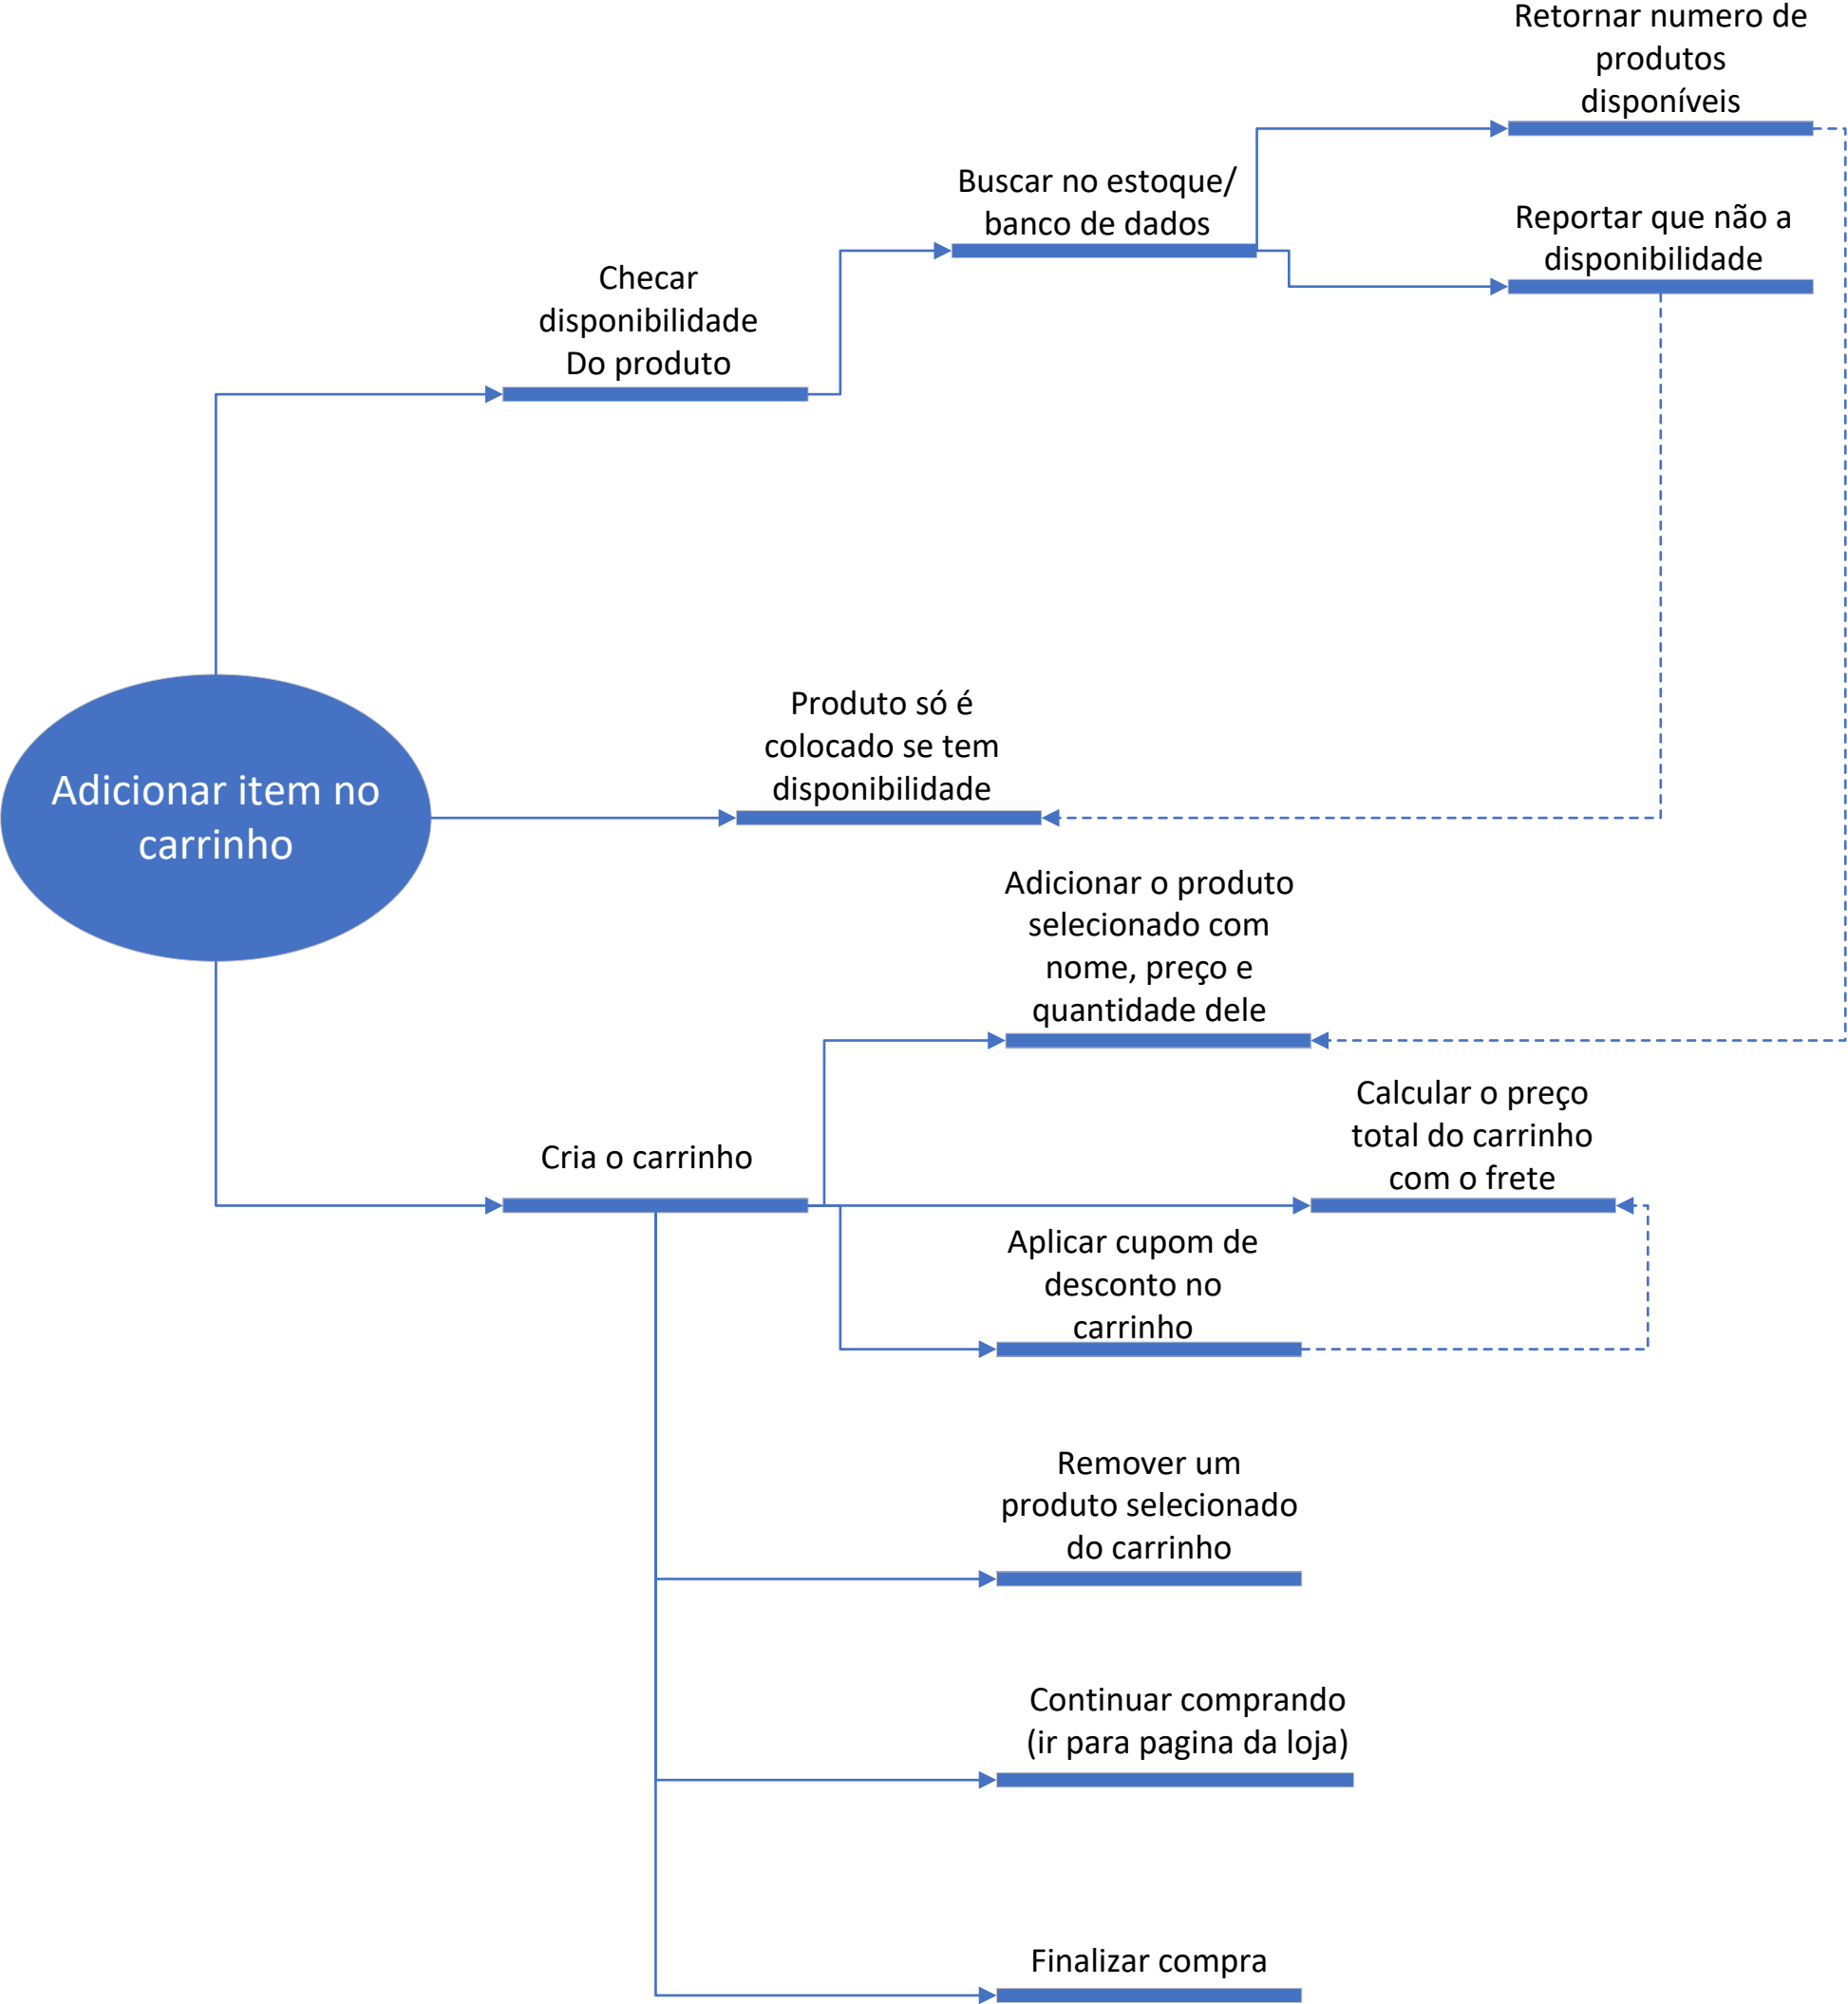 Retornar numero de
produtos
disponíveis
Buscar no estoque/
banco de dados
Reportar que não a
disponibilidade
Checar
disponibilidade
Do produto
Produto só é
colocado se tem
disponibilidade
Adicionar item no
carrinho
Adicionar o produto
selecionado com
nome, preço e
quantidade dele
Calcular o preço
total do carrinho
com o frete
Cria o carrinho
Aplicar cupom de
desconto no
carrinho
Remover um
produto selecionado
do carrinho
Continuar comprando
(ir para pagina da loja)
Finalizar compra